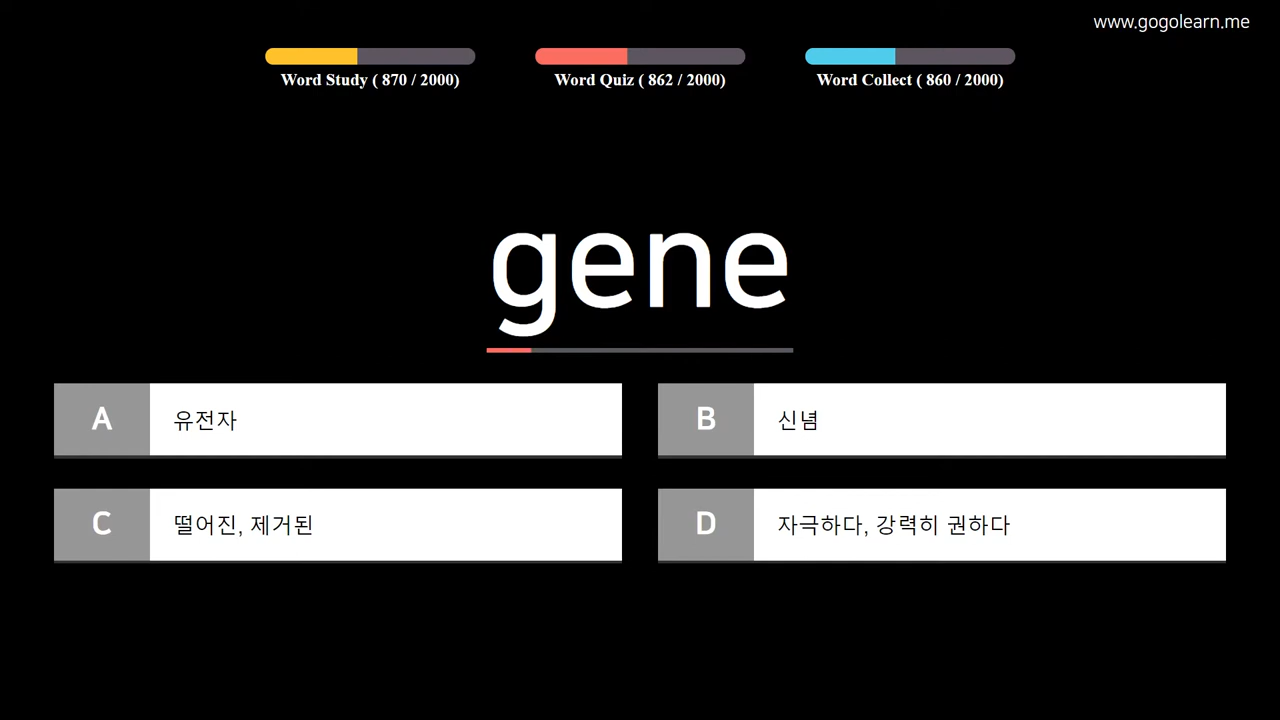 www.gogolearn.me
Word Study ( 870 / 2000)
Word Quiz ( 862 / 2000)
Word Collect ( 860 / 2000)
gene
A 유전자
B 신념
C 떨어진, 제거된
D 자극하다, 강력히 권하다